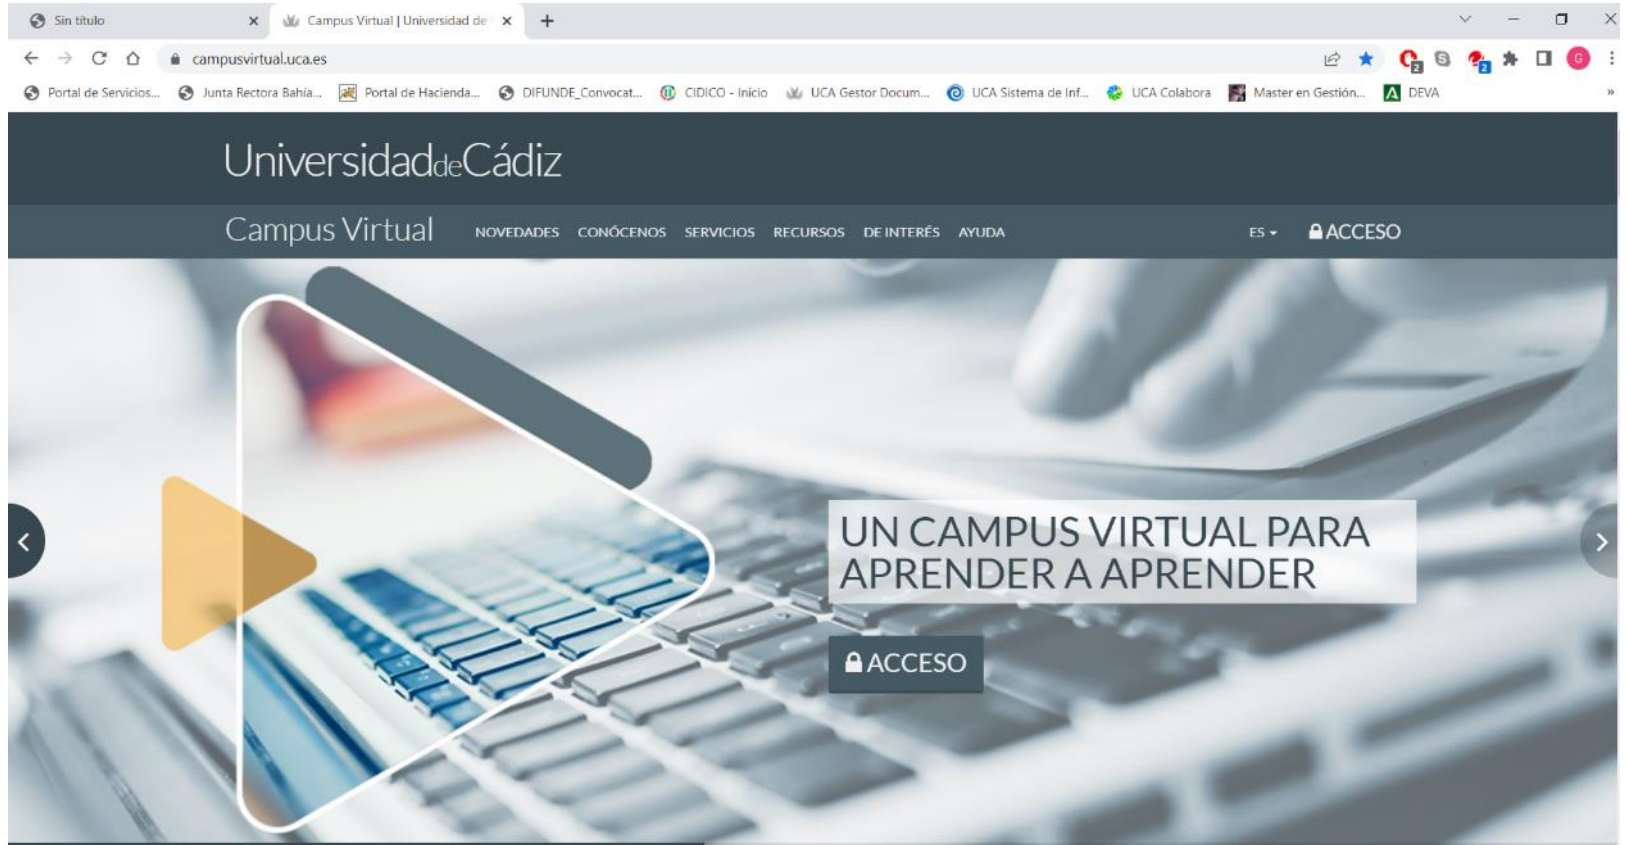 Sin título
Campus Virtual | Universidad de
campusvirtual.uca.es
2
2
G
Portal de Servicios... Junta Rectora Bahía... Portal de Hacienda... DIFUNDE_Convocat... CIDICO - Inicio UCA Gestor Docum... UCA Sistema de Inf... UCA Colabora Master en Gestión... DEVA »
UniversidaddeCádiz
Campus Virtual NOVEDADES CONÓCENOS SERVICIOS RECURSOS DE INTERÉS AYUDA ES ACCESO
UN CAMPUS VIRTUAL PARA
APRENDER A APRENDER
ACCESO